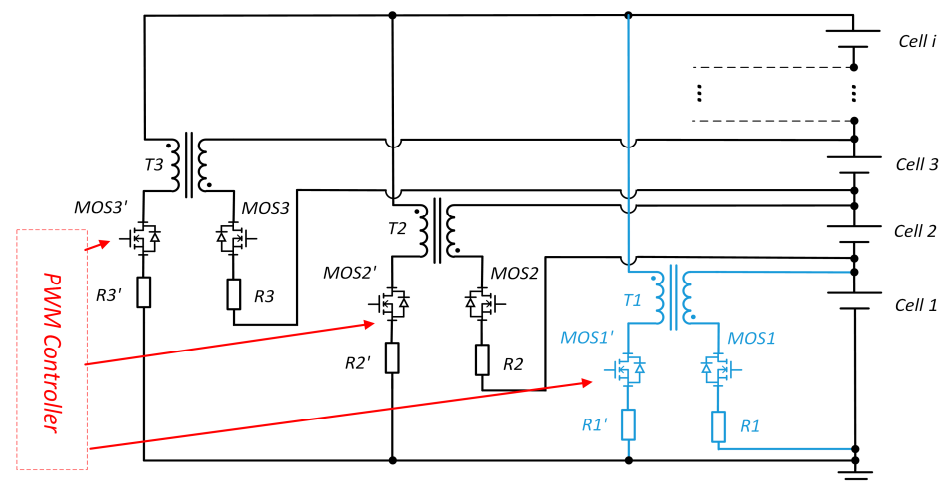 Cell i
...
...
Cell 3
T3
MOS3'
MOS3
T2
Cell 2
MOS2'
MOS2
R3'
R3
T1
Cell 1
MOS1'
MOS1
R2'
R2
R1'
R1
PWM Controller